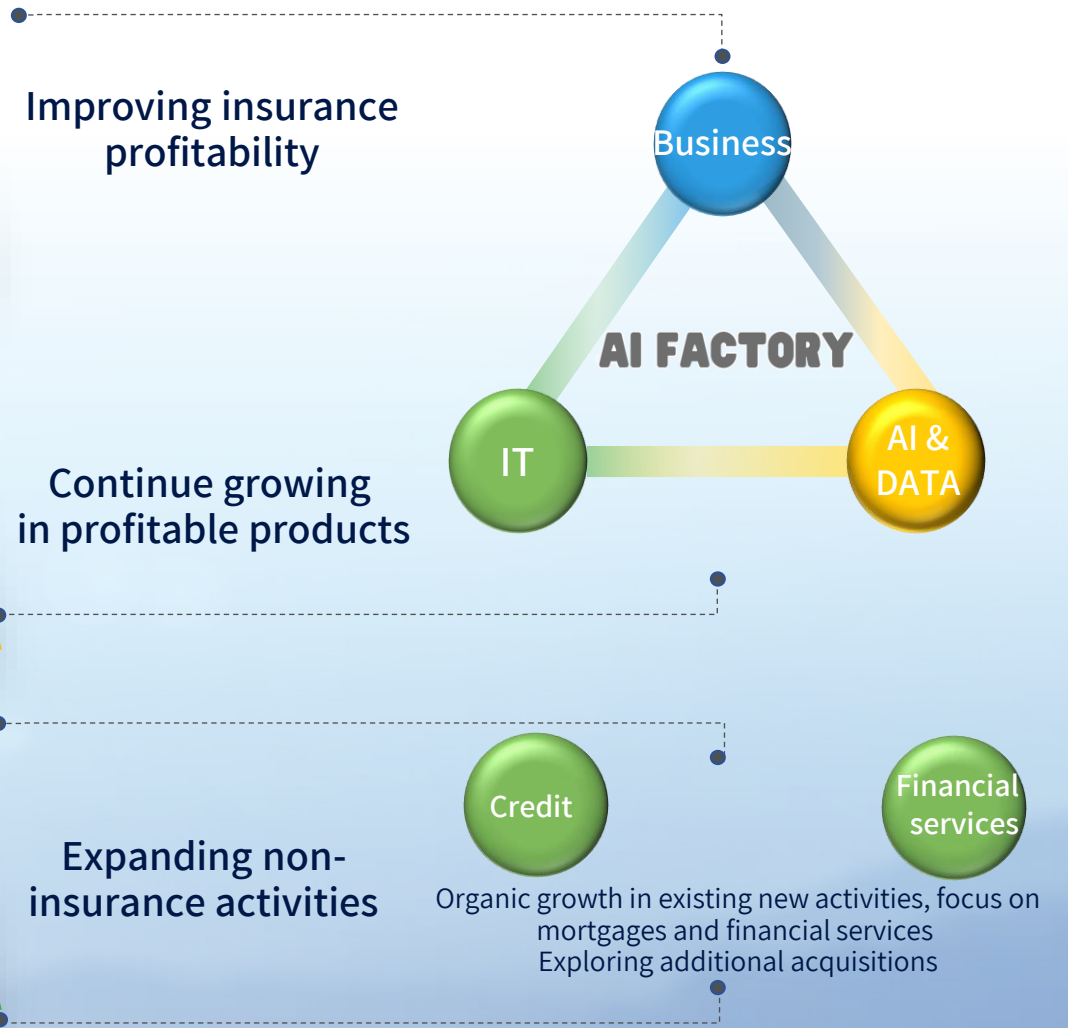 Improving insurance
profitability
Business
AI FACTORY
IT
AI &
DATA
Continue growing
in profitable products
Credit
Financial
services
Expanding non-
insurance activities
Organic growth in existing new activities, focus on
mortgages and financial services
Exploring additional acquisitions